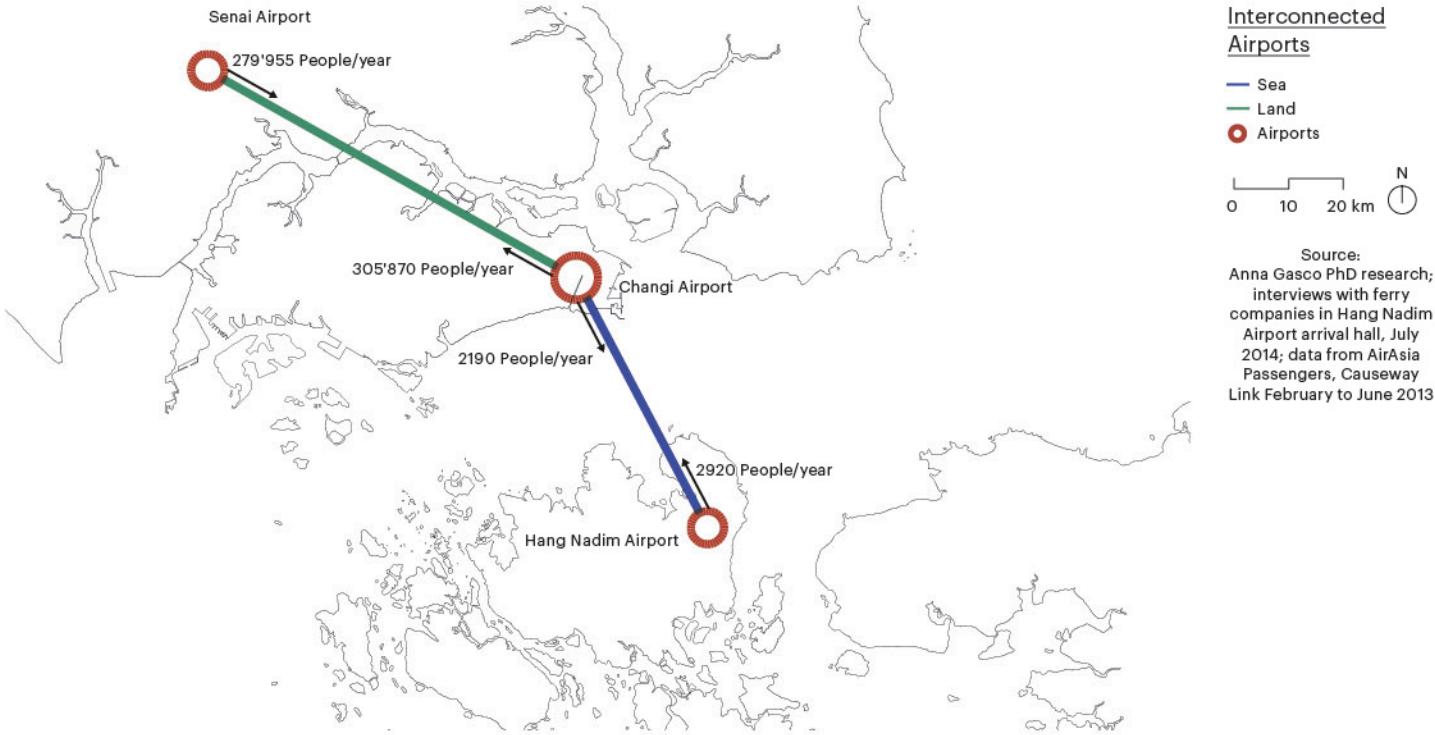 Senai Airport
279'955 People/year
305'870 People/year
Changi Airport
2190 People/year
2920 People/year
Hang Nadim Airport
Interconnected
Airports
Sea
Land
Airports
N
0 10 20 km
Source:
Anna Gasco PhD research;
interviews with ferry
companies in Hang Nadim
Airport arrival hall, July
2014; data from AirAsia
Passengers, Causeway
Link February to June 2013